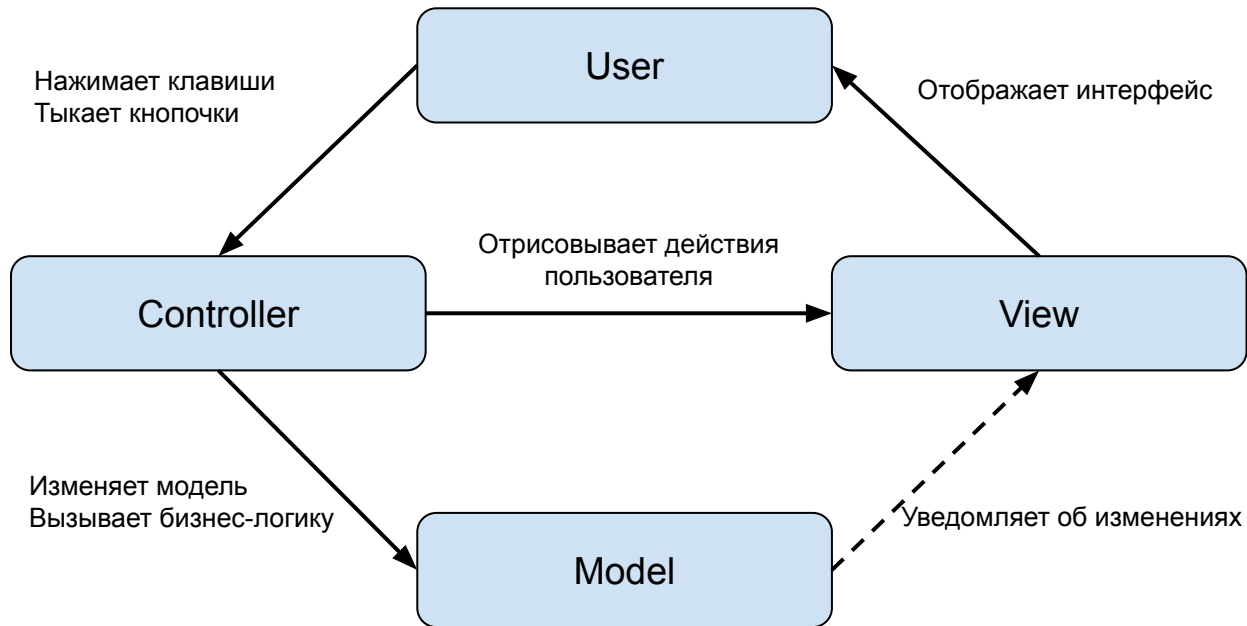 User
Нажимает клавиши
Тыкает кнопочки
Отображает интерфейс
Отрисовывает действия
пользователя
Controller
View
Изменяет модель
Вызывает бизнес-логику
Уведомляет об изменениях
Model